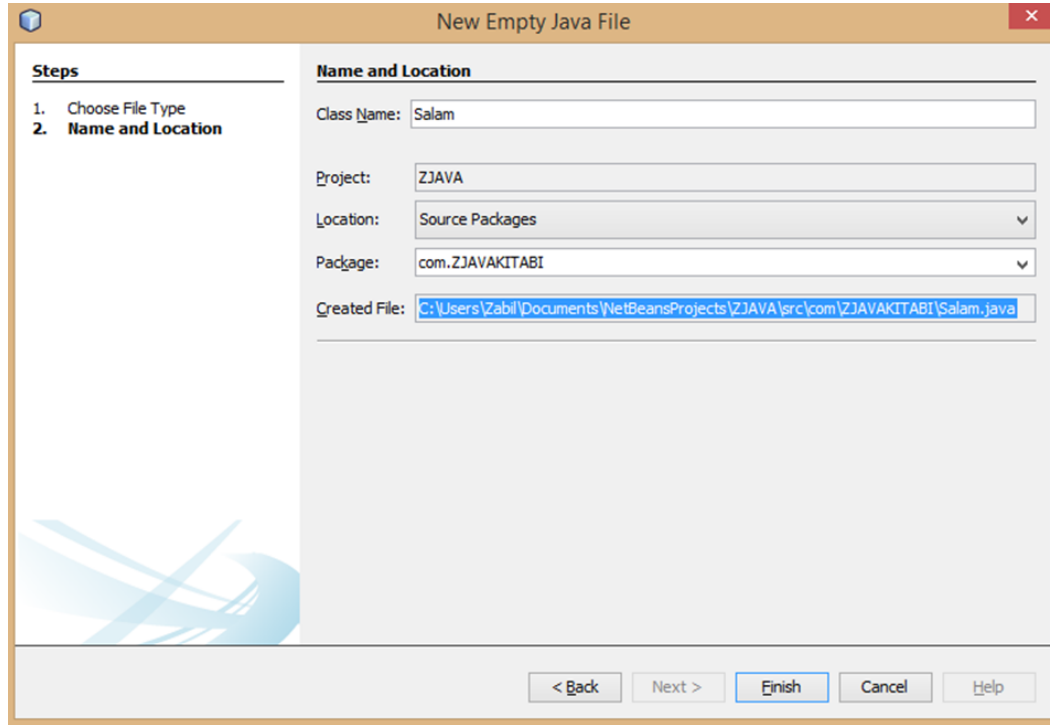 New Empty Java File
Steps
1. Choose File Type
2. Name and Location
Name and Location
Class Name: Salam
Project: ZJAVA
Location: Source Packages
Package: com.ZJAVAKITABI
Created File: C:\Users\Zabil\Documents\NetBeansProjects\ZJAVA\src\com\ZJAVAKITABI\Salam.java
< Back Next > Finish Cancel Help